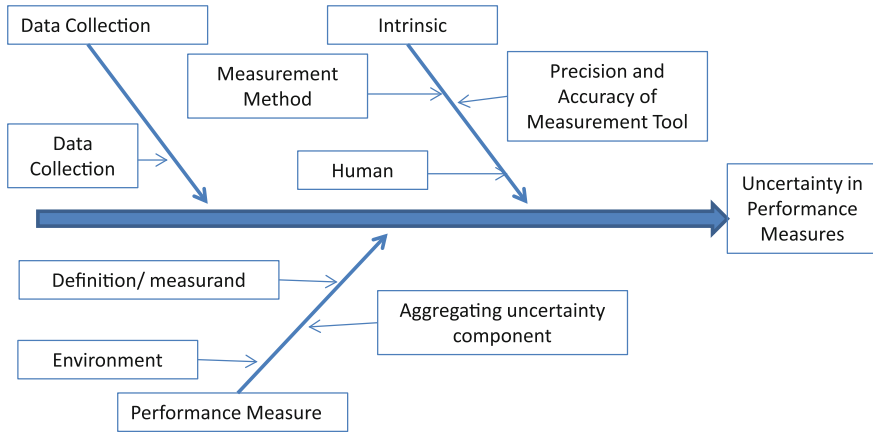 Data Collection
Intrinsic
Measurement
Method
Precision and
Accuracy of
Measurement Tool
Data
Collection
Human
Uncertainty in
Performance
Measures
Definition/ measurand
Aggregating uncertainty
component
Environment
Performance Measure